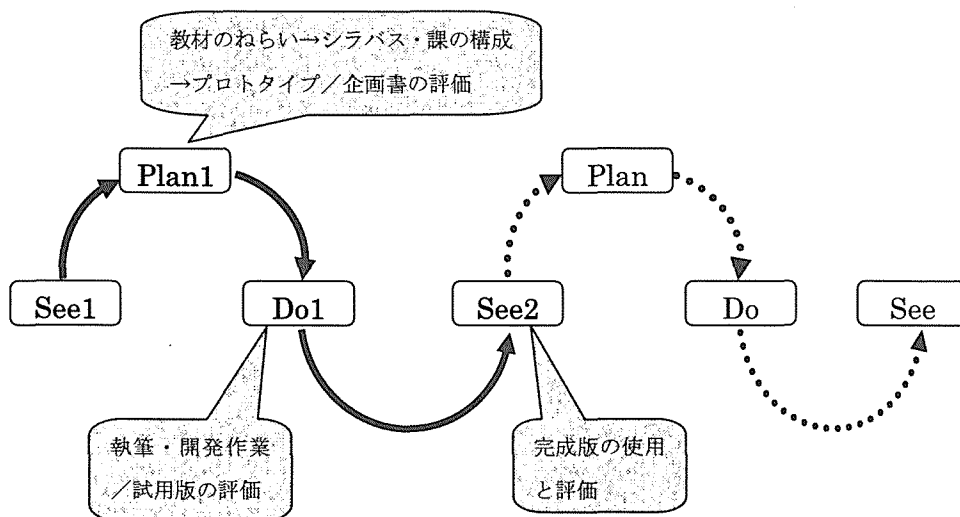 教材のねらい→シラバス・課の構成
→プロトタイプ/企画書の評価
Plan1
Plan
See1
Do1
See2
Do
See
執筆・開発作業
/試用版の評価
完成版の使用
と評価